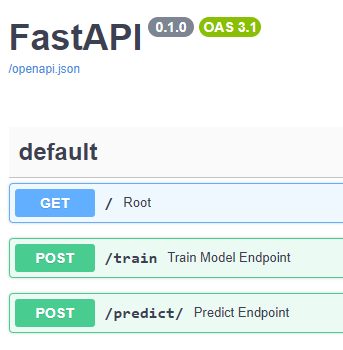 FastAPI 0.1.0 OAS 3.1
/openapi.json
default
GET / Root
POST /train Train Model Endpoint
POST /predict/ Predict Endpoint